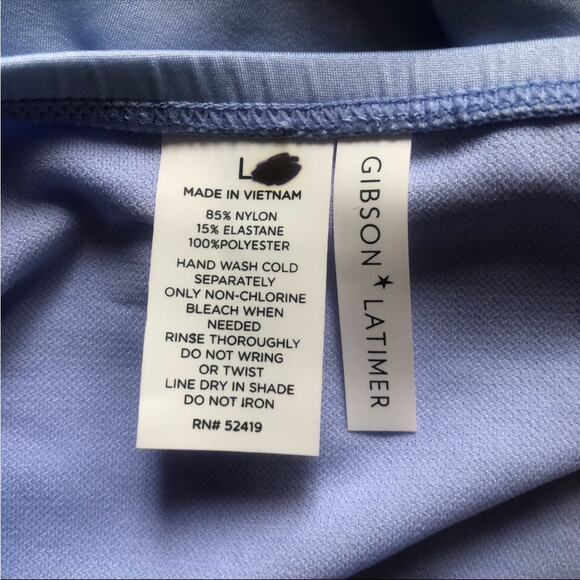 L
MADE IN VIETNAM
85% NYLON
15% ELASTANE
100%POLYESTER
HAND WASH COLD
SEPARATELY
ONLY NON-CHLORINE
BLEACH WHEN
NEEDED
RINSE THOROUGHLY
DO NOT WRING
OR TWIST
LINE DRY IN SHADE
DO NOT IRON
RN# 52419
GIBSON★LATIMER